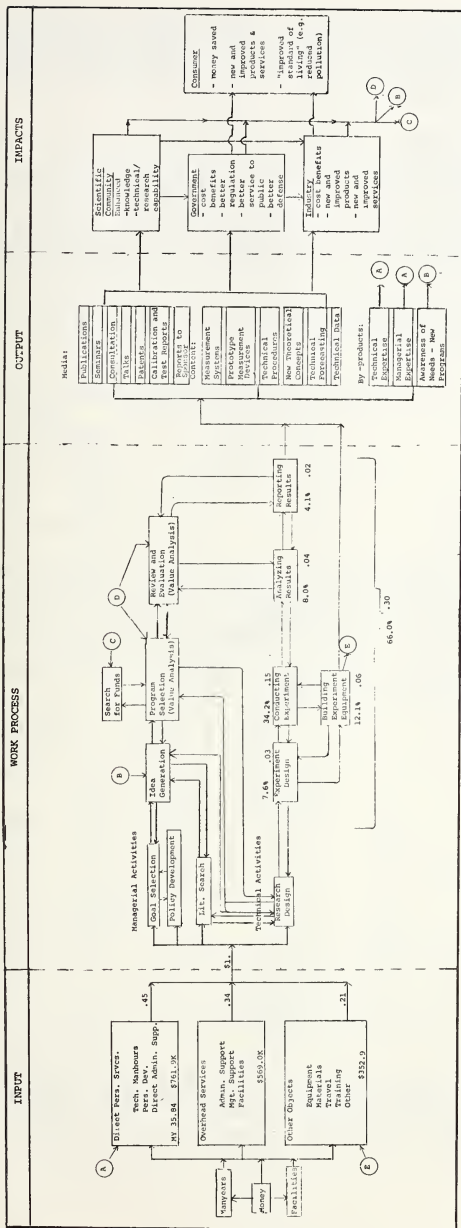 INPUT
WORK PROCESS
OUTPUT
IMPACTS
A
Direct Pers. Srvcs.
Tech. Manhours
Pers. Dev.
Direct Admin. Supp.
MY 35.84 $761.9K
.45
Overhead Services
Admin. Support
Mgt. Support
Facilities
$569.0K
.34
Other Objects
Equipment
Materials
Travel
Training
Other
$352.9
.21
E
Manyears
Money
Facilities
$1.
Managerial Activities
Goal Selection
Policy Development
B
Idea
Generation
Search
for Funds
C
Program
Selection
(Value Analysis)
D
Review and
Evaluation
(Value Analysis)
Lit. Search
Technical Activities
Research
Design
7.6% .03
Experiment
Design
34.2% .15
Conducting
Experiment
Building
Experiment
Equipment
12.1% .06
E
Analyzing
Results
8.0% .04
Reporting
Results
4.1% .02
66.0% .30
Media:
Publications
Seminars
Consultation
Talks
Patents
Calibration and
Test Reports
Reports to
Sponsor
Content:
Measurement
Systems
Prototype
Measurement
Devices
Technical
Procedures
New Theoretical
Concepts
Technical
Forecasting
Technical Data
By-products:
Technical
Expertise
A
Managerial
Expertise
A
Awareness of
Needs - New
Programs
B
Scientific
Community
Enhanced
-knowledge
-technical/
research
capability
Government
- cost
benefits
- better
regulation
- better
service to
public
- better
defense
Industry
- cost benefits
- new and
improved
products
- new and
improved
services
Consumer
- money saved
- new and
improved
products &
services
- "improved
standard of
living" (e.g.
reduced
pollution)
D
B
C